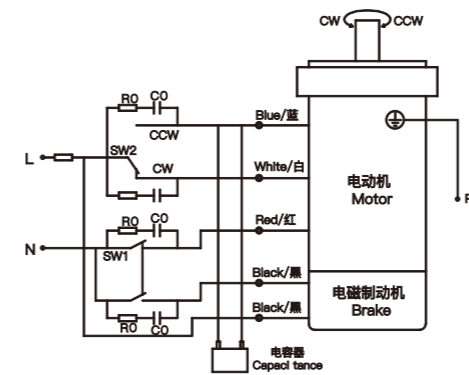 CW CCW
R0 C0
Blue/蓝
CCW
SW2
L
CW
White/白
电动机
Motor
R0 C0
Red/红
N
SW1
Black/黑
电磁制动机
Brake
Black/黑
R0 C0
电容器
Capaci tance